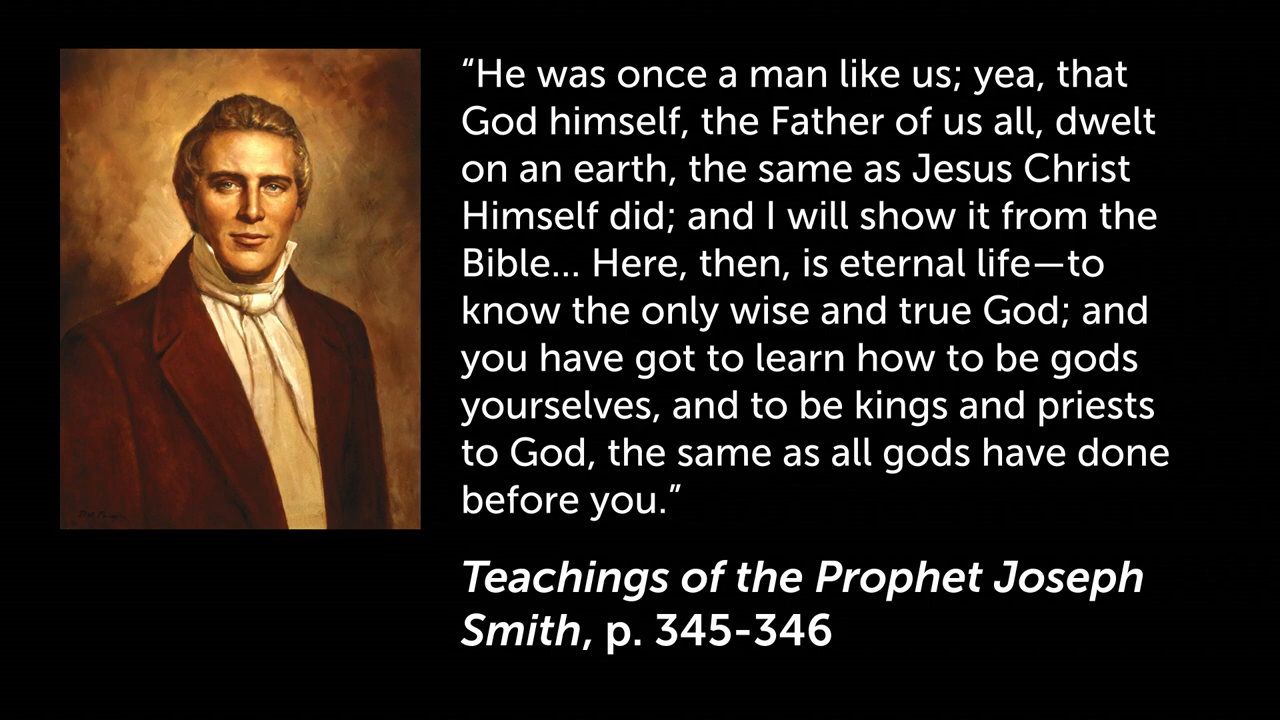 “He was once a man like us; yea, that
God himself, the Father of us all, dwelt
on an earth, the same as Jesus Christ
Himself did; and I will show it from the
Bible... Here, then, is eternal life—to
know the only wise and true God; and
you have got to learn how to be gods
yourselves, and to be kings and priests
to God, the same as all gods have done
before you.”
Teachings of the Prophet Joseph
Smith, p. 345-346